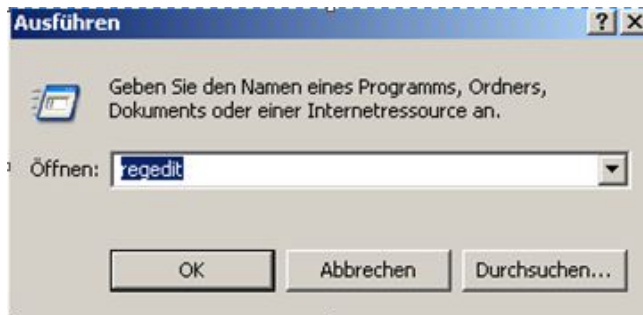 Ausführen
Geben Sie den Namen eines Programms, Ordners,
Dokuments oder einer Internetressource an.
Öffnen: regedit
OK Abbrechen Durchsuchen...